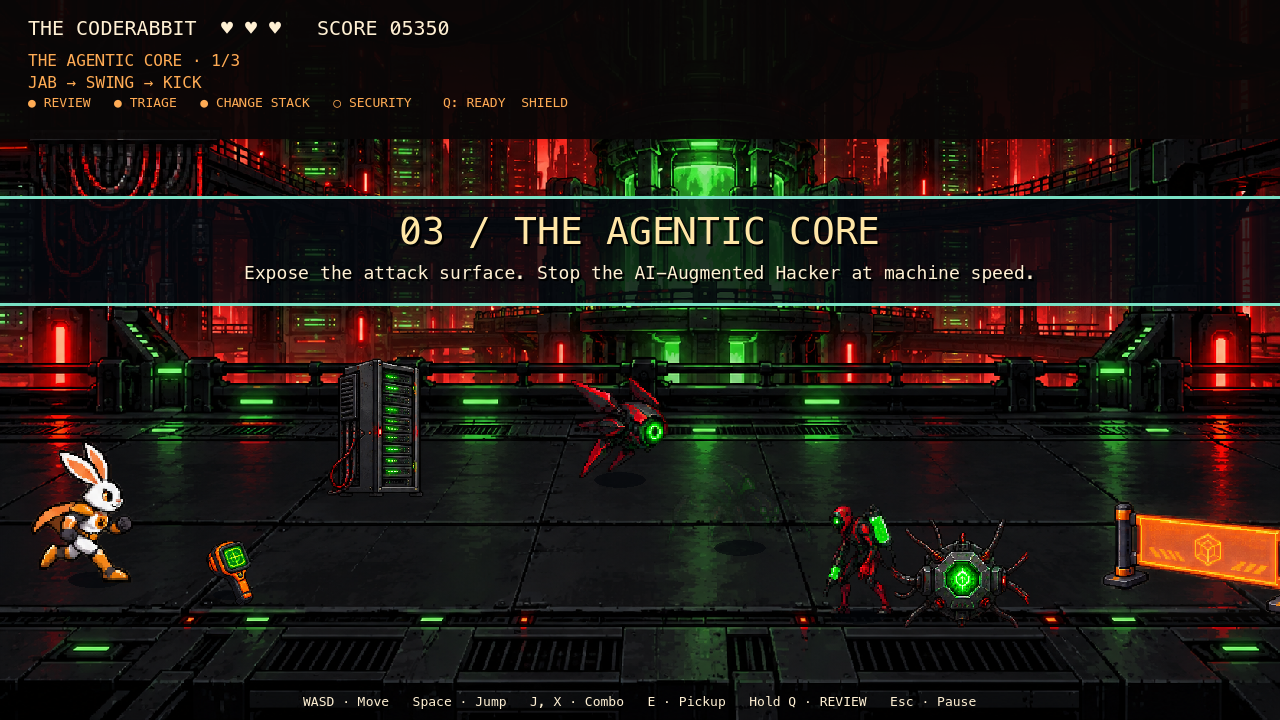 THE CODERABBIT ♥ ♥ ♥ SCORE 05350
THE AGENTIC CORE · 1/3
JAB → SWING → KICK
● REVIEW ● TRIAGE ● CHANGE STACK ○ SECURITY Q: READY SHIELD
03 / THE AGENTIC CORE
Expose the attack surface. Stop the AI-Augmented Hacker at machine speed.
WASD · Move Space · Jump J, X · Combo E · Pickup Hold Q · REVIEW Esc · Pause